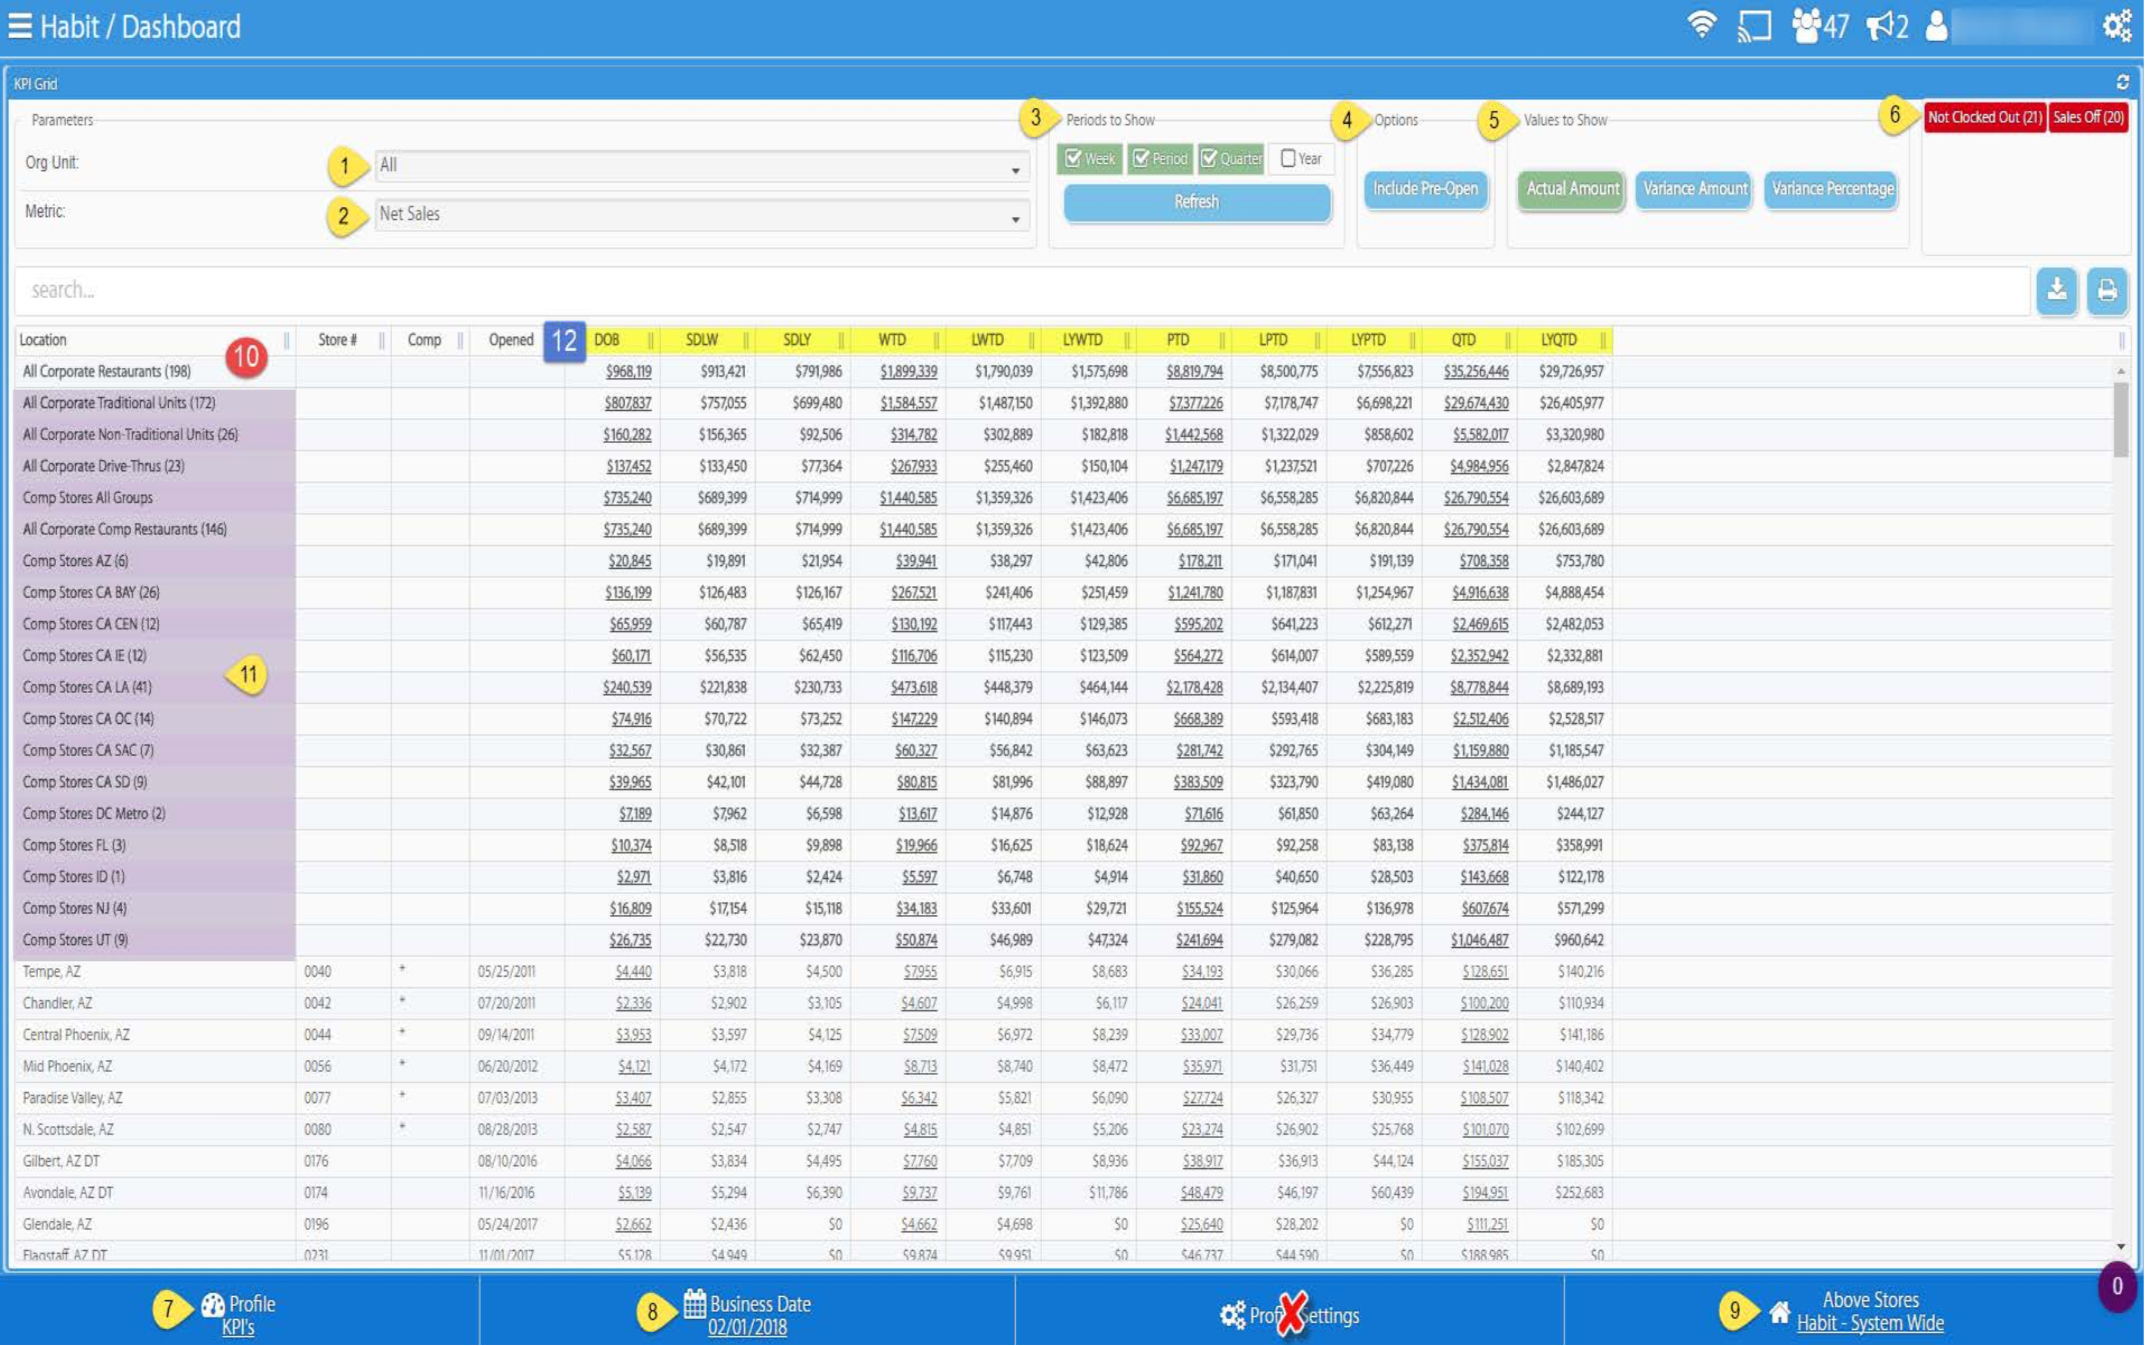 Habit / Dashboard 47 2
KPI Grid
Parameters 3 Periods to Show 4 Options 5 Values to Show 6 Not Clocked Out (21) Sales Off (20)
Org Unit: 1 All Week Period Quarter Year
Include Pre-Open Actual Amount Variance Amount Variance Percentage
Metric: 2 Net Sales Refresh
search...
Location 10 Store # Comp Opened 12 DOB SDLW SDLY WTD LWTD LYWTD PTD LPTD LYPTD QTD LYQTD
All Corporate Restaurants (198) $968,119 $913,421 $791,986 $1,899,339 $1,790,039 $1,575,698 $8,819,794 $8,500,775 $7,556,823 $35,256,446 $29,726,957
All Corporate Traditional Units (172) $807,837 $757,055 $699,480 $1,584,557 $1,487,150 $1,392,880 $7,377,226 $7,178,747 $6,698,221 $29,674,430 $26,405,977
All Corporate Non-Traditional Units (26) $160,282 $156,365 $92,506 $314,782 $302,889 $182,818 $1,442,568 $1,322,029 $858,602 $5,582,017 $3,320,980
All Corporate Drive-Thrus (23) $137,452 $133,450 $77,364 $267,933 $255,460 $150,104 $1,247,179 $1,237,521 $707,226 $4,984,956 $2,847,824
Comp Stores All Groups $735,240 $689,399 $714,999 $1,440,585 $1,359,326 $1,423,406 $6,685,197 $6,558,285 $6,820,844 $26,790,554 $26,603,689
All Corporate Comp Restaurants (146) $735,240 $689,399 $714,999 $1,440,585 $1,359,326 $1,423,406 $6,685,197 $6,558,285 $6,820,844 $26,790,554 $26,603,689
Comp Stores AZ (6) $20,845 $19,891 $21,954 $39,941 $38,297 $42,806 $178,211 $171,041 $191,139 $708,358 $753,780
Comp Stores CA BAY (26) $136,199 $126,483 $126,167 $267,521 $241,406 $251,459 $1,241,780 $1,187,831 $1,254,967 $4,916,638 $4,888,454
Comp Stores CA CEN (12) $65,959 $60,787 $65,419 $130,192 $117,443 $129,385 $595,202 $641,223 $612,271 $2,469,615 $2,482,053
Comp Stores CA IE (12) $60,171 $56,535 $62,450 $116,706 $115,230 $123,509 $564,272 $614,007 $589,559 $2,352,942 $2,332,881
Comp Stores CA LA (41) 11 $240,539 $221,838 $230,733 $473,618 $448,379 $464,144 $2,178,428 $2,134,407 $2,225,819 $8,778,844 $8,689,193
Comp Stores CA OC (14) $74,916 $70,722 $73,252 $147,229 $140,894 $146,073 $668,389 $593,418 $683,183 $2,512,406 $2,528,517
Comp Stores CA SAC (7) $32,567 $30,861 $32,387 $60,327 $56,842 $63,623 $281,742 $292,765 $304,149 $1,159,880 $1,185,547
Comp Stores CA SD (9) $39,965 $42,101 $44,728 $80,815 $81,996 $88,897 $383,509 $323,790 $419,080 $1,434,081 $1,486,027
Comp Stores DC Metro (2) $7,189 $7,962 $6,598 $13,617 $14,876 $12,928 $71,616 $61,850 $63,264 $284,146 $244,127
Comp Stores FL (3) $10,374 $8,518 $9,898 $19,966 $16,625 $18,624 $92,967 $92,258 $83,138 $375,814 $358,991
Comp Stores ID (1) $2,971 $3,816 $2,424 $5,597 $6,748 $4,914 $31,860 $40,650 $28,503 $143,668 $122,178
Comp Stores NJ (4) $16,809 $17,154 $15,118 $34,183 $33,601 $29,721 $155,524 $125,964 $136,978 $607,674 $571,299
Comp Stores UT (9) $26,735 $22,730 $23,870 $50,874 $46,989 $47,324 $241,694 $279,082 $228,795 $1,046,487 $960,642
Tempe, AZ 0040 * 05/25/2011 $4,440 $3,818 $4,500 $7,955 $6,915 $8,683 $34,193 $30,066 $36,285 $128,651 $140,216
Chandler, AZ 0042 * 07/20/2011 $2,336 $2,902 $3,105 $4,607 $4,998 $6,117 $24,041 $26,259 $26,903 $100,200 $110,934
Central Phoenix, AZ 0044 * 09/14/2011 $3,953 $3,597 $4,125 $7,509 $6,972 $8,239 $33,007 $29,736 $34,779 $128,902 $141,186
Mid Phoenix, AZ 0056 * 06/20/2012 $4,121 $4,172 $4,169 $8,713 $8,740 $8,472 $35,971 $31,751 $36,449 $141,028 $140,402
Paradise Valley, AZ 0077 * 07/03/2013 $3,407 $2,855 $3,308 $6,342 $5,821 $6,090 $27,724 $26,327 $30,955 $108,507 $118,342
N. Scottsdale, AZ 0080 * 08/28/2013 $2,587 $2,547 $2,747 $4,815 $4,851 $5,206 $23,274 $26,902 $25,768 $101,070 $102,699
Gilbert, AZ DT 0176 08/10/2016 $4,066 $3,834 $4,495 $7,760 $7,709 $8,936 $38,917 $36,913 $44,124 $155,037 $185,305
Avondale, AZ DT 0174 11/16/2016 $5,139 $5,294 $6,390 $9,737 $9,761 $11,786 $48,479 $46,197 $60,439 $194,951 $252,683
Glendale, AZ 0196 05/24/2017 $2,662 $2,436 $0 $4,662 $4,698 $0 $25,640 $28,202 $0 $111,251 $0
Flagstaff, AZ DT 0231 11/01/2017 $5,128 $4,949 $0 $9,874 $9,951 $0 $46,737 $44,590 $0 $188,985 $0
0
7 Profile 8 Business Date Prof Settings 9 Above Stores
KPI's 02/01/2018 Habit - System Wide